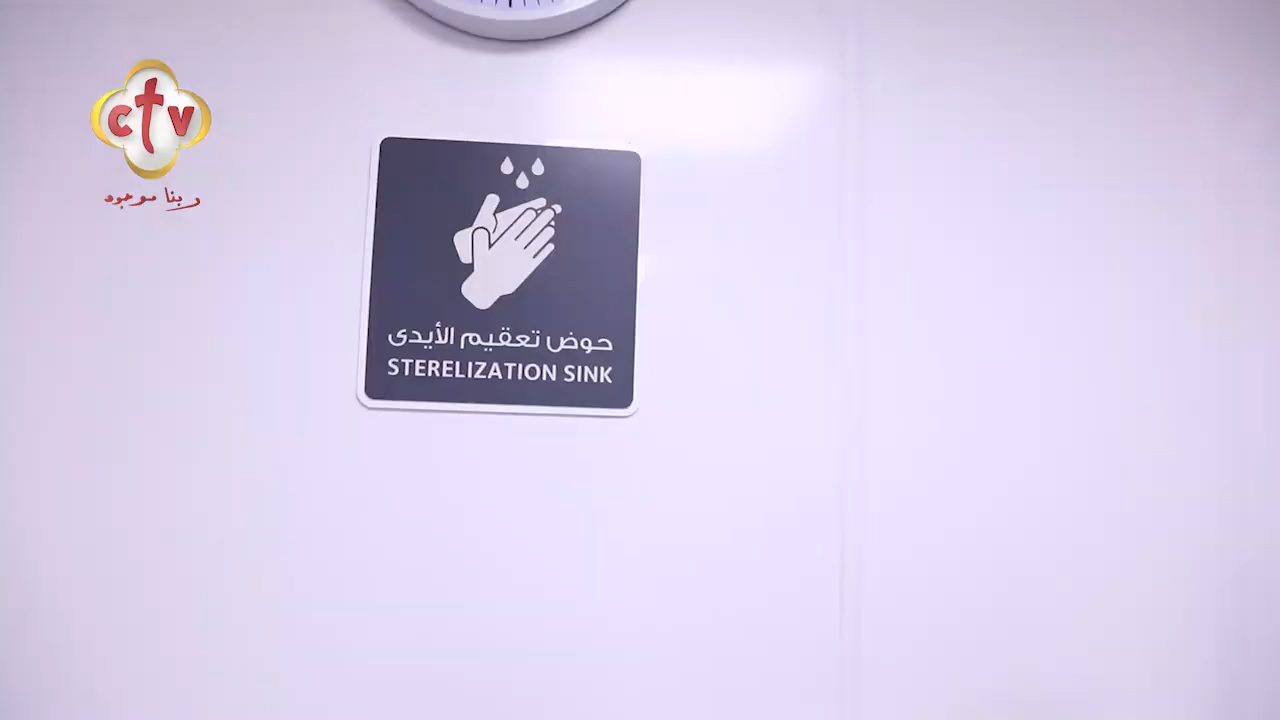 ctv
ربنا موجود
حوض تعقيم الأيدى
STERELIZATION SINK